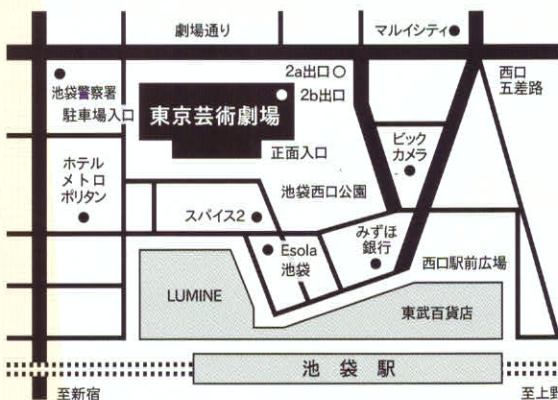 劇場通り
マルイシティ
2a出口
西口
五差路
池袋警察署
2b出口
駐車場入口
東京芸術劇場
正面入口
ビック
カメラ
ホテル
メトロ
ポリタン
池袋西口公園
スパイス2
みずほ
銀行
Esola
池袋
西口駅前広場
LUMINE
東武百貨店
池袋駅
至新宿
至上野